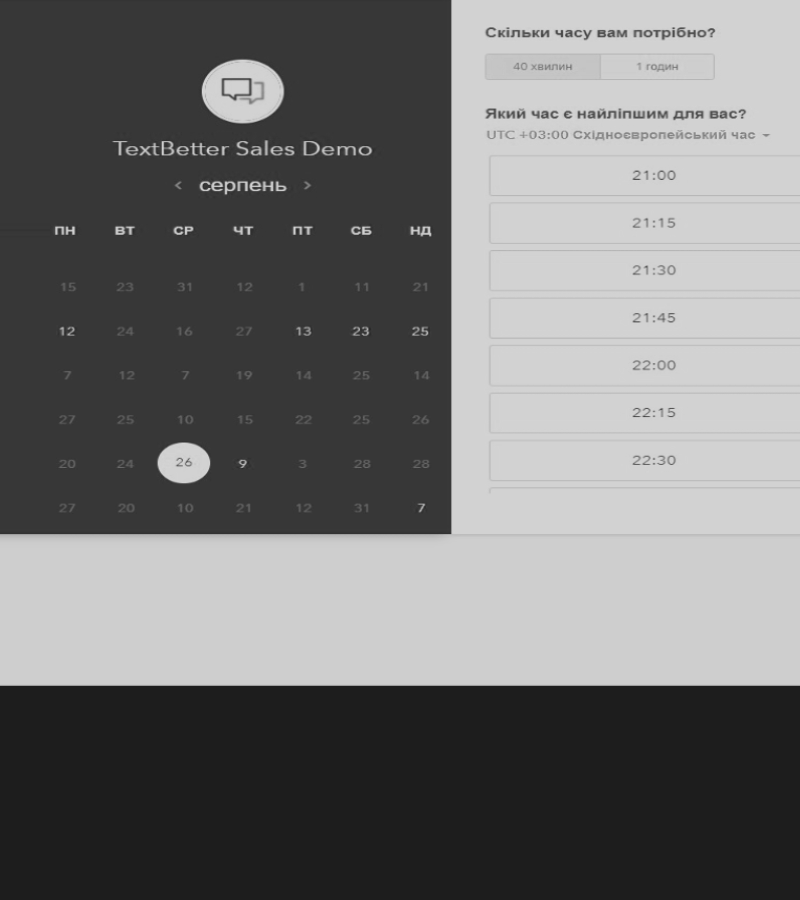 TextBetter Sales Demo
серпень
ПН ВТ СР ЧТ ПТ СБ НД
15 23 31 12 1 11 21
12 24 16 27 13 23 25
7 12 7 19 14 25 14
27 25 10 15 22 25 26
20 24 26 9 3 28 28
27 20 10 21 12 31 7
Скільки часу вам потрібно?
40 хвилин 1 годин
Який час є найліпшим для вас?
UTC +03:00 Східноєвропейський час
21:00
21:15
21:30
21:45
22:00
22:15
22:30